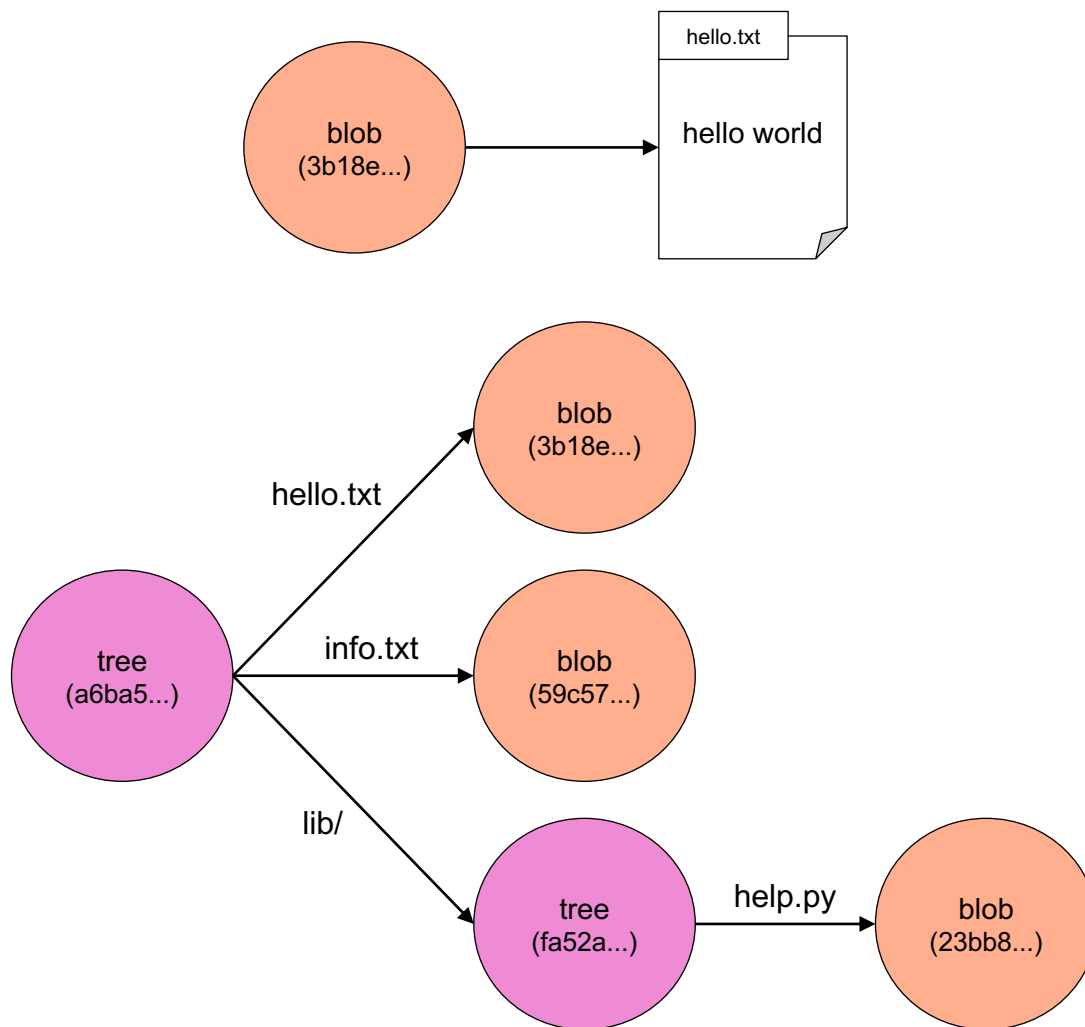 hello.txt
blob
(3b18e...)
hello world
blob
(3b18e...)
hello.txt
tree
(a6ba5...)
info.txt
blob
(59c57...)
lib/
tree
(fa52a...)
help.py
blob
(23bb8...)